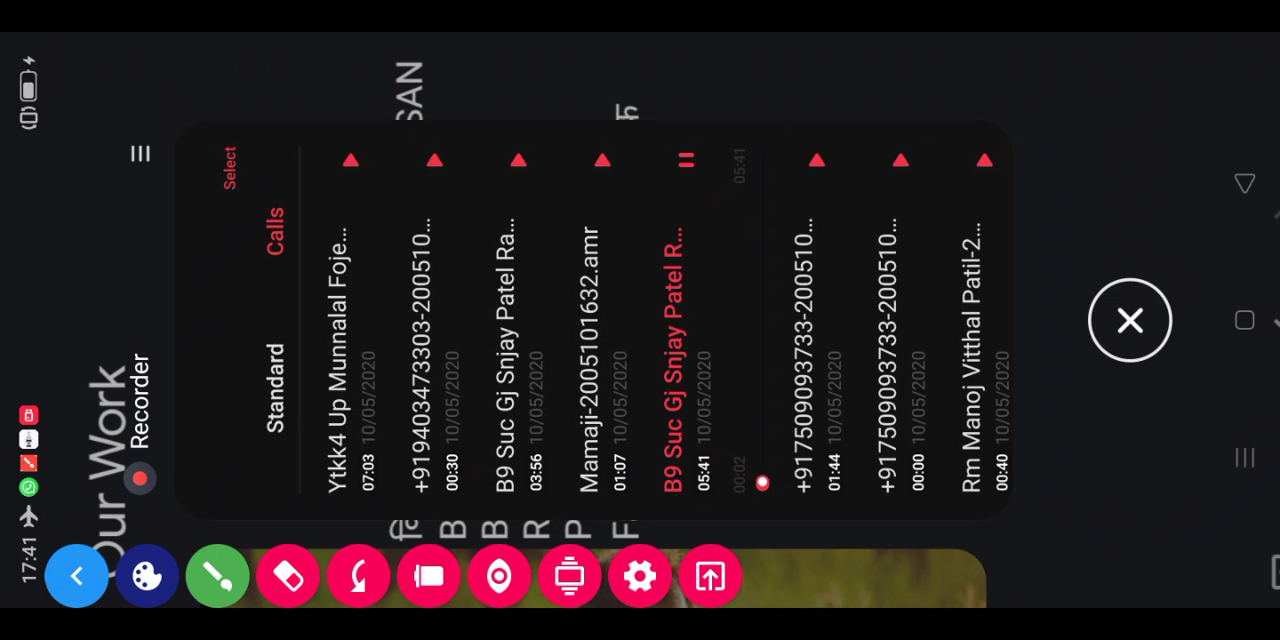 17:41
Our Work
Recorder
Select
Standard
Calls
Ytkk4 Up Munnalal Foje...
07:03 10/05/2020
+919403473303-200510...
00:30 10/05/2020
B9 Suc Gj Snjay Patel Ra...
03:56 10/05/2020
Mamaji-2005101632.amr
01:07 10/05/2020
B9 Suc Gj Snjay Patel R...
05:41 10/05/2020
00:02
05:41
+917509093733-200510...
01:44 10/05/2020
+917509093733-200510...
00:00 10/05/2020
Rm Manoj Vitthal Patil-2...
00:40 10/05/2020
SAN
B
B
R
P
F